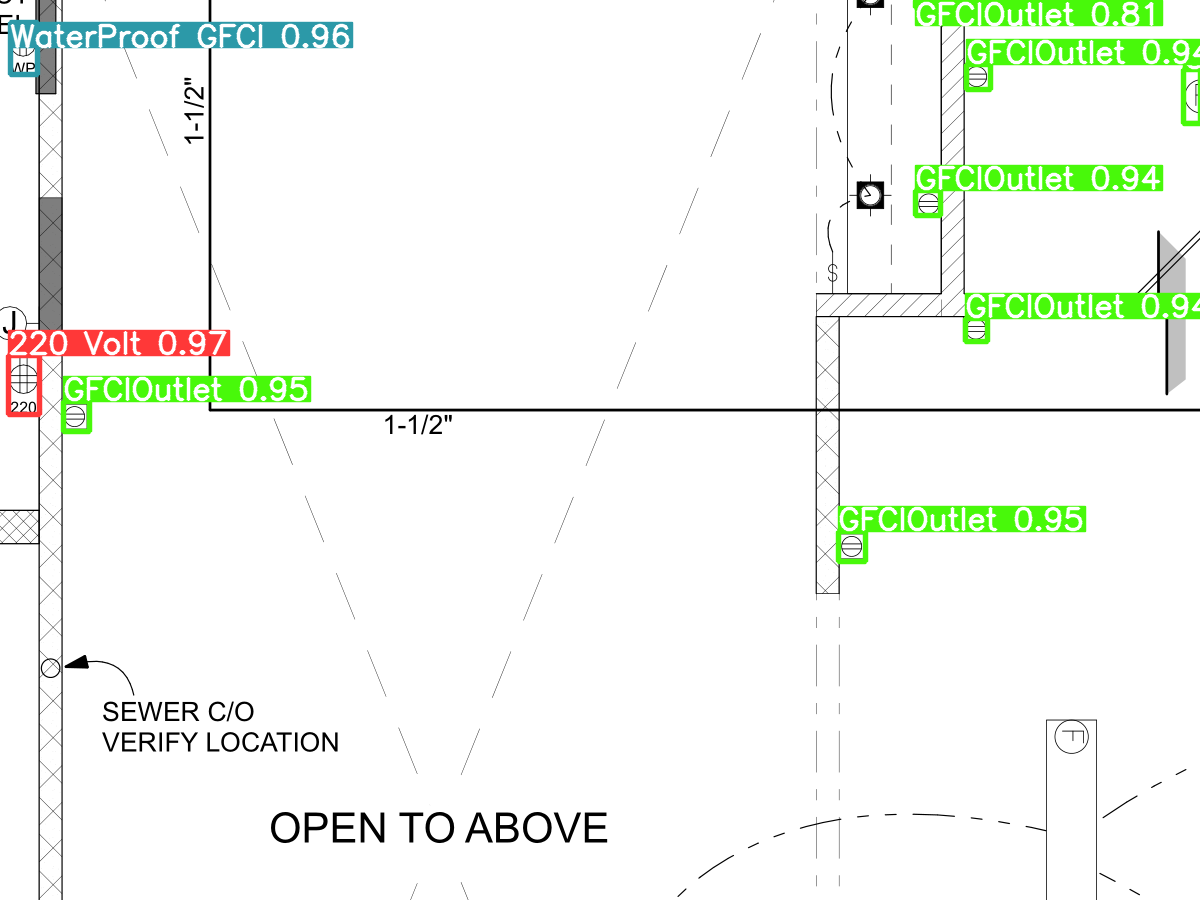 GFCIOutlet 0.81
WaterProof GFCI 0.96
GFCIOutlet 0.94
WP
1-1/2"
GFCIOutlet 0.94
S
GFCIOutlet 0.94
J
220 Volt 0.97
GFCIOutlet 0.95
220
1-1/2"
GFCIOutlet 0.95
SEWER C/O
VERIFY LOCATION
F
OPEN TO ABOVE